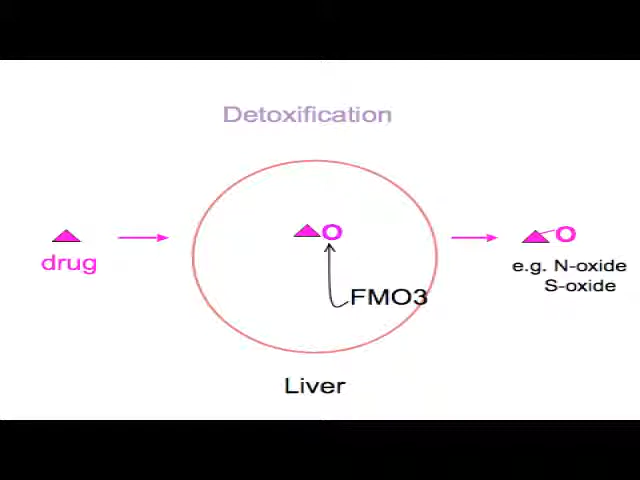 Detoxification
O
O
drug
e.g. N-oxide
S-oxide
FMO3
Liver